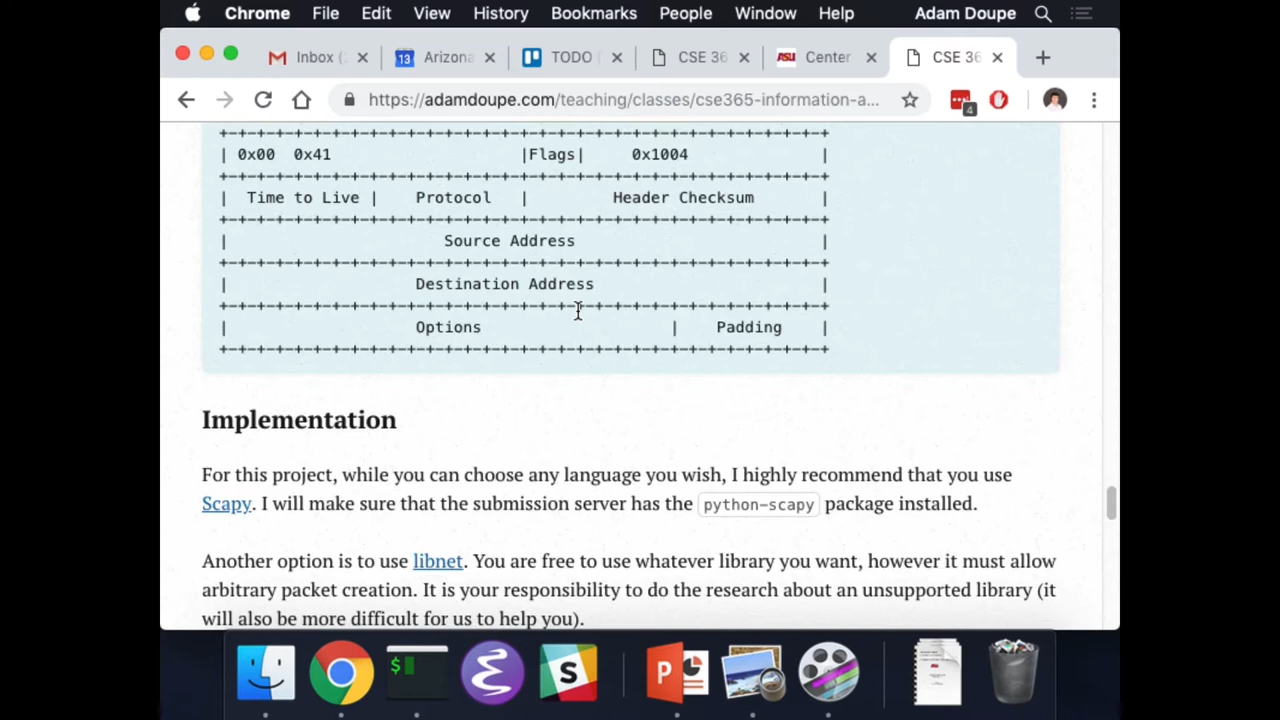 Chrome File Edit View History Bookmarks People Window Help Adam Doupe
Inbox ( Arizona TODO CSE 36 ASU Center CSE 36
https://adamdoupe.com/teaching/classes/cse365-information-a... 4
+-+-+-+-+-+-+-+-+-+-+-+-+-+-+-+-+-+-+-+-+-+-+-+-+-+-+-+-+-+-+-+-+
| 0x00 0x41 |Flags| 0x1004 |
+-+-+-+-+-+-+-+-+-+-+-+-+-+-+-+-+-+-+-+-+-+-+-+-+-+-+-+-+-+-+-+-+
| Time to Live | Protocol | Header Checksum |
+-+-+-+-+-+-+-+-+-+-+-+-+-+-+-+-+-+-+-+-+-+-+-+-+-+-+-+-+-+-+-+-+
| Source Address |
+-+-+-+-+-+-+-+-+-+-+-+-+-+-+-+-+-+-+-+-+-+-+-+-+-+-+-+-+-+-+-+-+
| Destination Address |
+-+-+-+-+-+-+-+-+-+-+-+-+-+-+-+-+-+-+-+-+-+-+-+-+-+-+-+-+-+-+-+-+
| Options | Padding |
+-+-+-+-+-+-+-+-+-+-+-+-+-+-+-+-+-+-+-+-+-+-+-+-+-+-+-+-+-+-+-+-+
Implementation
For this project, while you can choose any language you wish, I highly recommend that you use
Scapy. I will make sure that the submission server has the python-scapy package installed.
Another option is to use libnet. You are free to use whatever library you want, however it must allow
arbitrary packet creation. It is your responsibility to do the research about an unsupported library (it
will also be more difficult for us to help you).